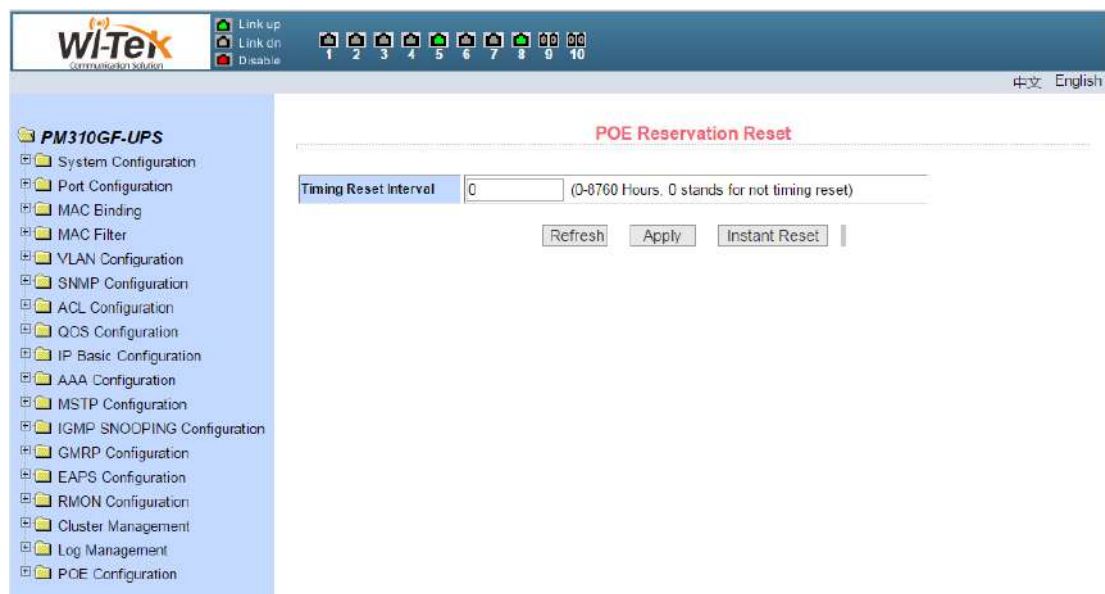 Wi-Tek
Communication Solution
Link up
Link dn
Disable
1 2 3 4 5 6 7 8 9 10
中文 English
PM310GF-UPS
System Configuration
Port Configuration
MAC Binding
MAC Filter
VLAN Configuration
SNMP Configuration
ACL Configuration
QOS Configuration
IP Basic Configuration
AAA Configuration
MSTP Configuration
IGMP SNOOPING Configuration
GMRP Configuration
EAPS Configuration
RMON Configuration
Cluster Management
Log Management
POE Configuration
POE Reservation Reset
Timing Reset Interval 0 (0-8760 Hours, 0 stands for not timing reset)
Refresh Apply Instant Reset